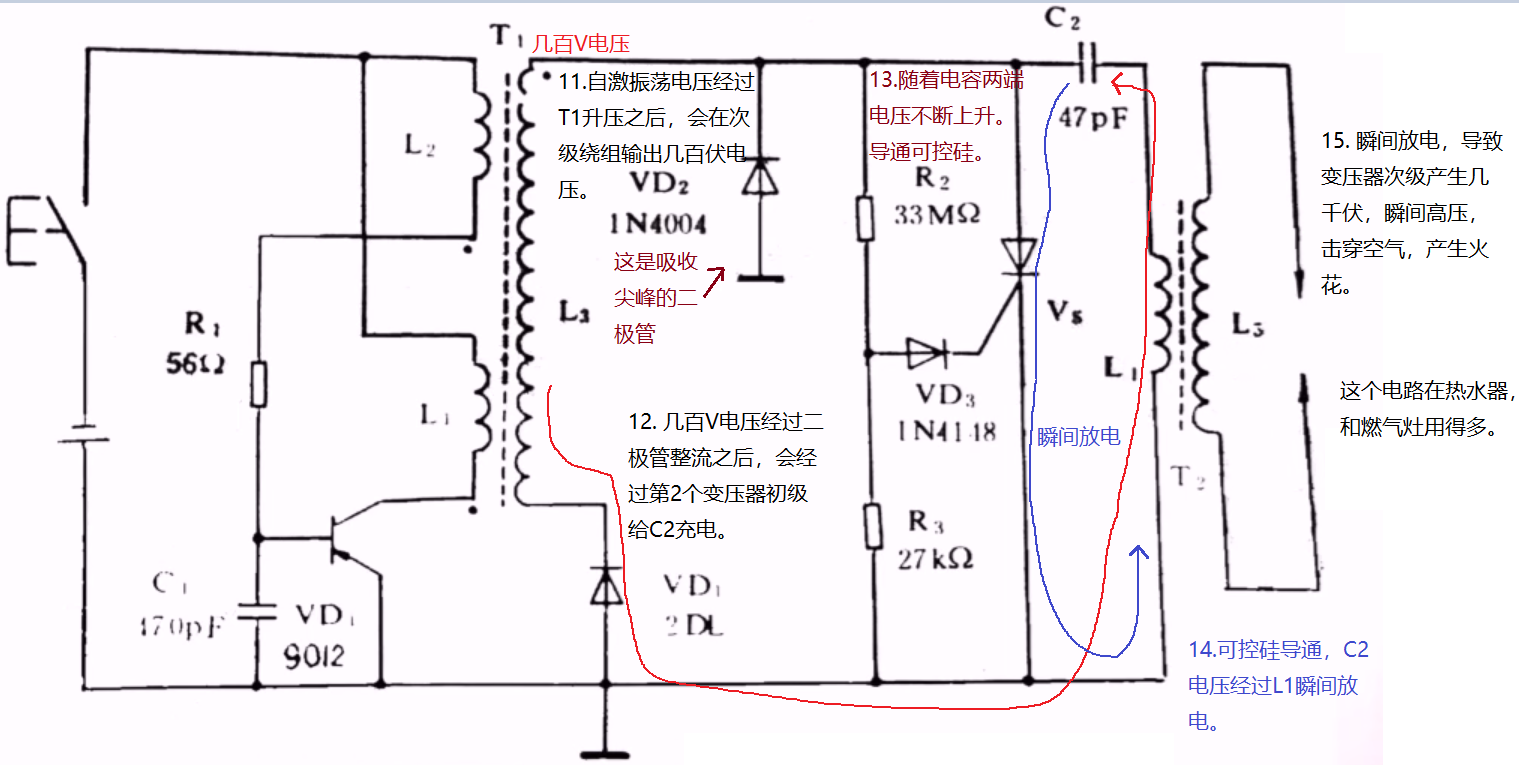 T1
几百V电压
C2
11.自激振荡电压经过
T1升压之后，会在次
级绕组输出几百伏电
压。
13.随着电容两端
电压不断上升。
导通可控硅。
47pF
L2
VD2
1N4004
R2
33MΩ
15. 瞬间放电，导致
变压器次级产生几
千伏，瞬间高压，
击穿空气，产生火
花。
这是吸收
尖峰的二
极管
L3
Vs
R1
56Ω
L3
L1
VD3
1N4148
这个电路在热水器，
和燃气灶用得多。
L1
12. 几百V电压经过二
极管整流之后，会经
过第2个变压器初级
给C2充电。
瞬间放电
T2
R3
27kΩ
C1
470pF
VD1
9012
VD1
2DL
14.可控硅导通，C2
电压经过L1瞬间放
电。